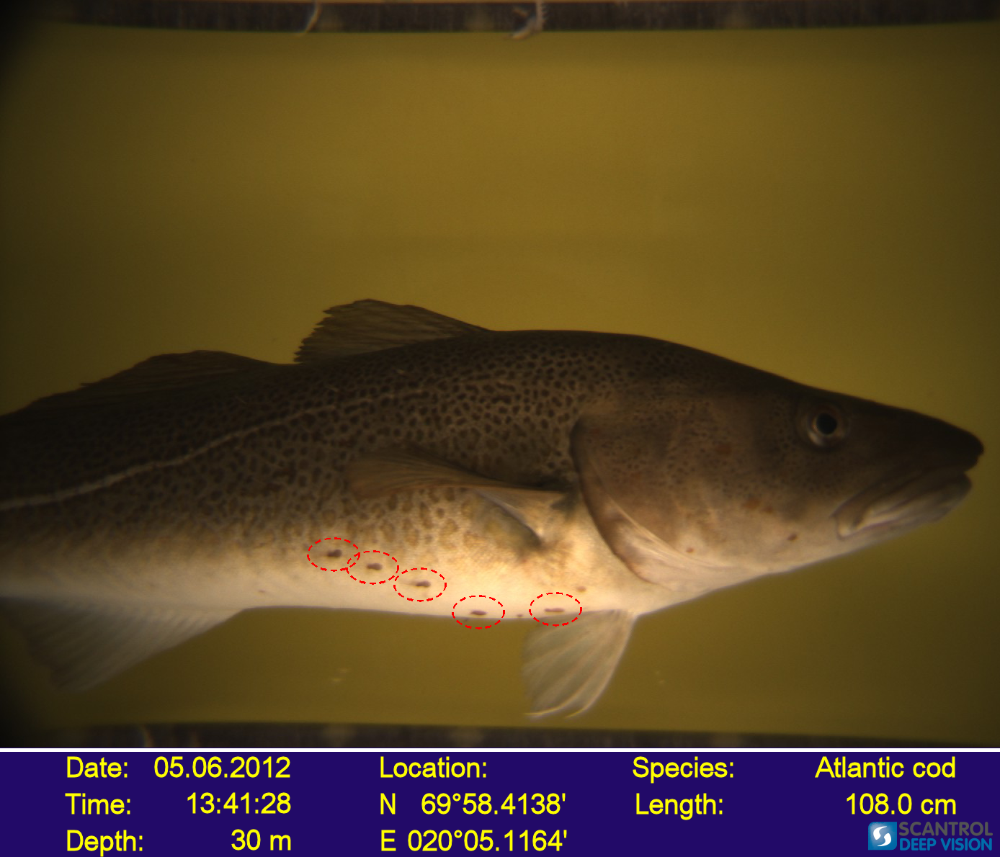 Date: 05.06.2012 Location: Species: Atlantic cod
Time: 13:41:28 N 69°58.4138' Length: 108.0 cm
Depth: 30 m E 020°05.1164'
SCANTROL
DEEP VISION